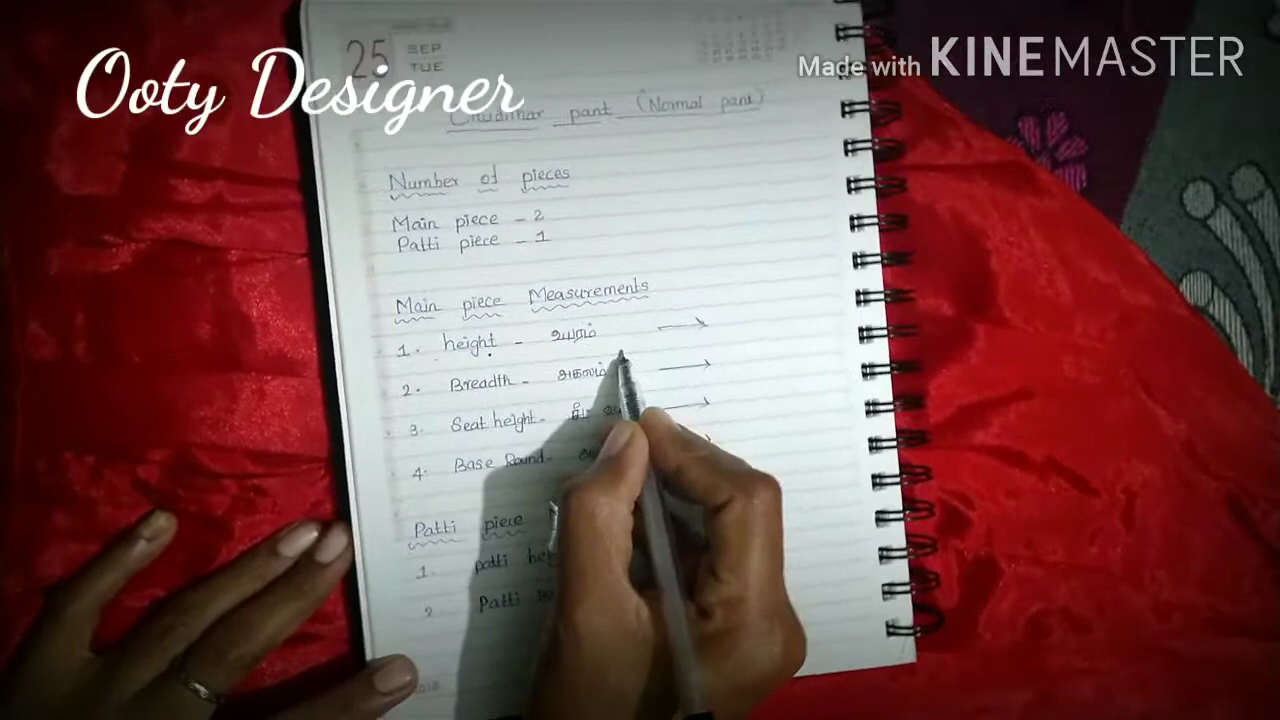 Ooty Designer
Made with KINEMASTER
25 SEP
TUE
Chudithar pant (Normal pant)
Number of pieces
Main piece - 2
Patti piece - 1
Main piece Measurements
1. height - உயரம்
2. Breadth - அகலம்
3. Seat height -
4. Base Round -
Patti piece
1. patti
2 Patti